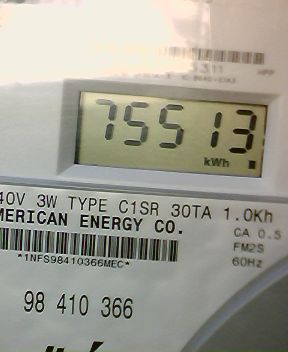 75513
kWh
40V 3W TYPE C1SR 30TA 1.0Kh
MERICAN ENERGY CO.
CA 0.5
*1NFS98410366MEC*
FM2S
60Hz
98 410 366